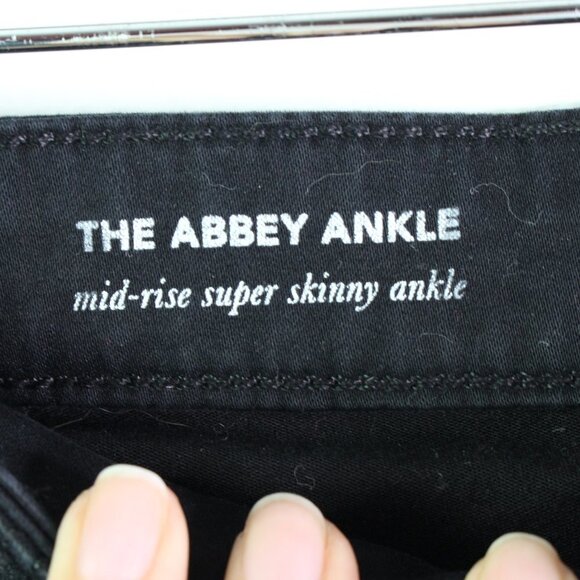 THE ABBEY ANKLE
mid-rise super skinny ankle